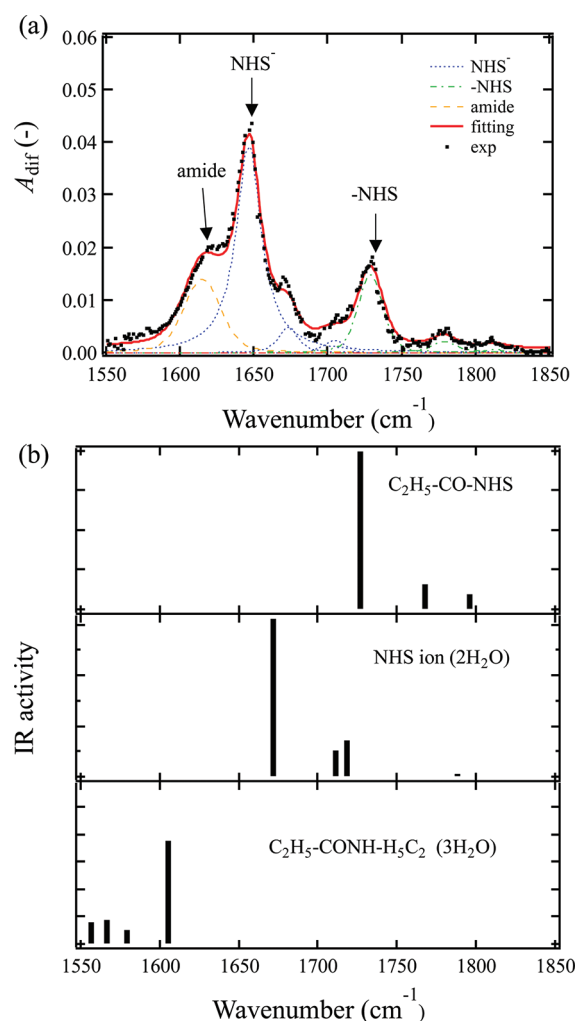 (a)
0.06
0.05
0.04
0.03
0.02
0.01
0.00
A_dif (-)
NHS⁻
amide
-NHS
NHS⁻
-NHS
amide
fitting
exp
1550 1600 1650 1700 1750 1800 1850
Wavenumber (cm⁻¹)
(b)
C₂H₅-CO-NHS
NHS ion (2H₂O)
IR activity
C₂H₅-CONH-H₅C₂ (3H₂O)
1550 1600 1650 1700 1750 1800 1850
Wavenumber (cm⁻¹)